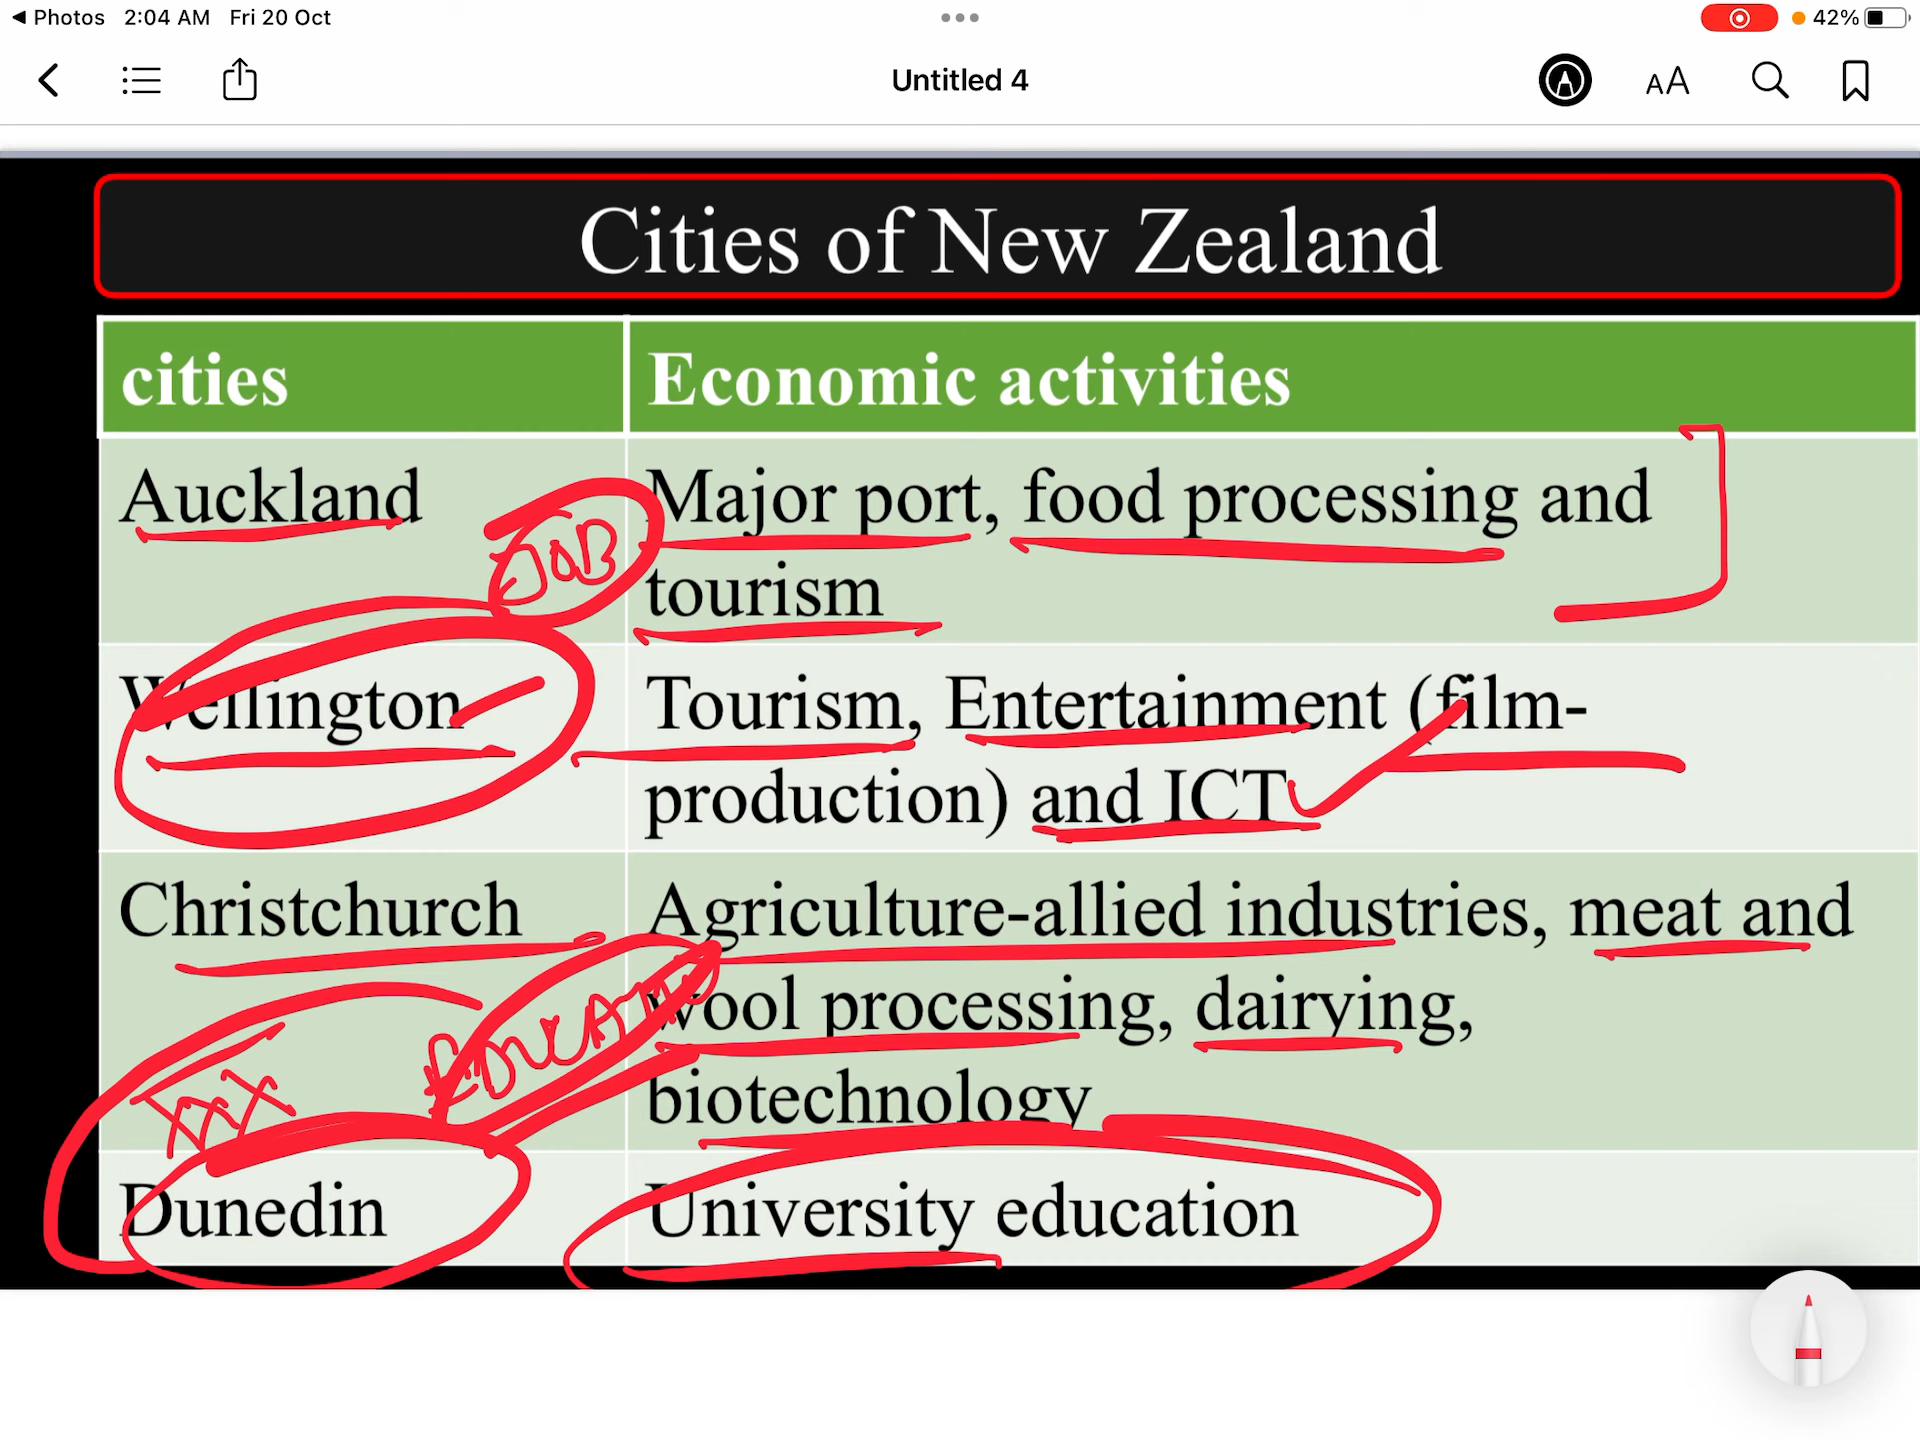 Photos 2:04 AM Fri 20 Oct 42%
Untitled 4
AA
Cities of New Zealand
cities Economic activities
Auckland Major port, food processing and
JOB
tourism
Wellington Tourism, Entertainment (film-
production) and ICT
Christchurch Agriculture-allied industries, meat and
wool processing, dairying,
biotechnology
Dunedin University education